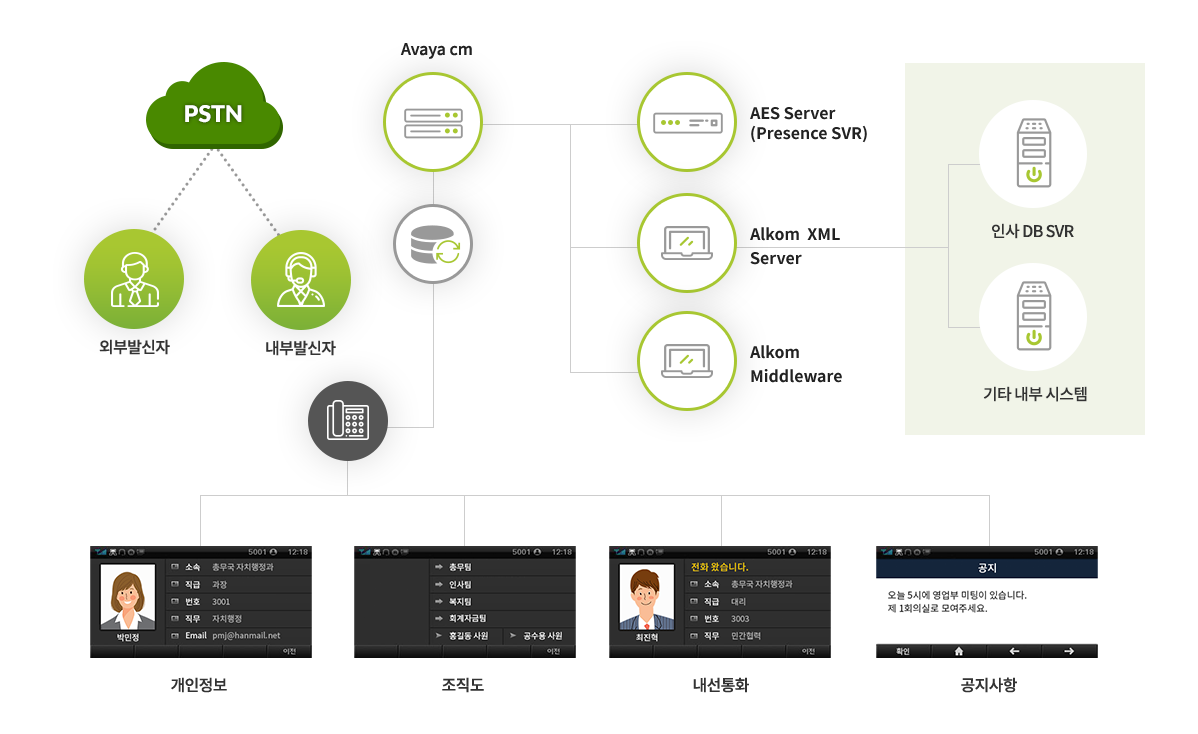 Avaya cm
PSTN
외부발신자
내부발신자
AES Server
(Presence SVR)
Alkom XML
Server
Alkom
Middleware
인사 DB SVR
기타 내부 시스템
5001 12:18
소속 총무국 자치행정과
직급 과장
번호 3001
직무 자치행정
Email pmj@hanmail.net
박민정
이전
개인정보
5001 12:18
총무팀
인사팀
복지팀
회계자금팀
홍길동 사원 공수용 사원
이전
조직도
5001 12:18
전화 왔습니다.
소속 총무국 자치행정과
직급 대리
번호 3003
직무 민간협력
최진혁
이전
내선통화
5001 12:18
공지
오늘 5시에 영업부 미팅이 있습니다.
제 1회의실로 모여주세요.
확인
공지사항